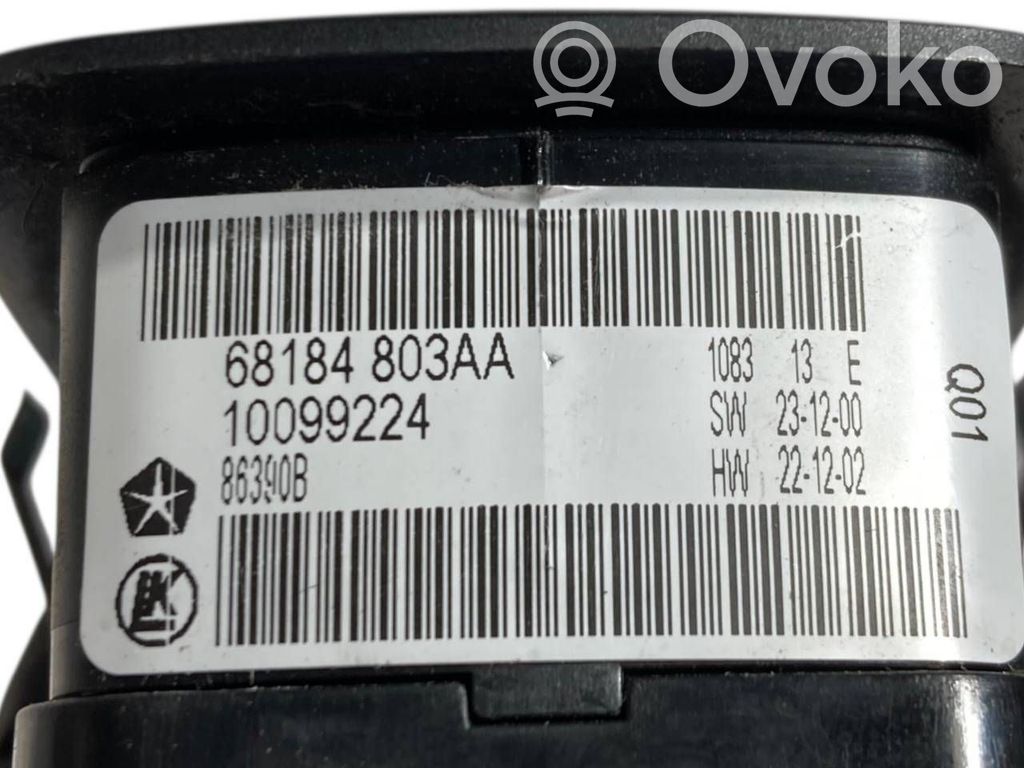 Ovoko
68184 803AA
1083 13 E
10099224
SW 23-12-00
86390B
HW 22-12-02
Q01